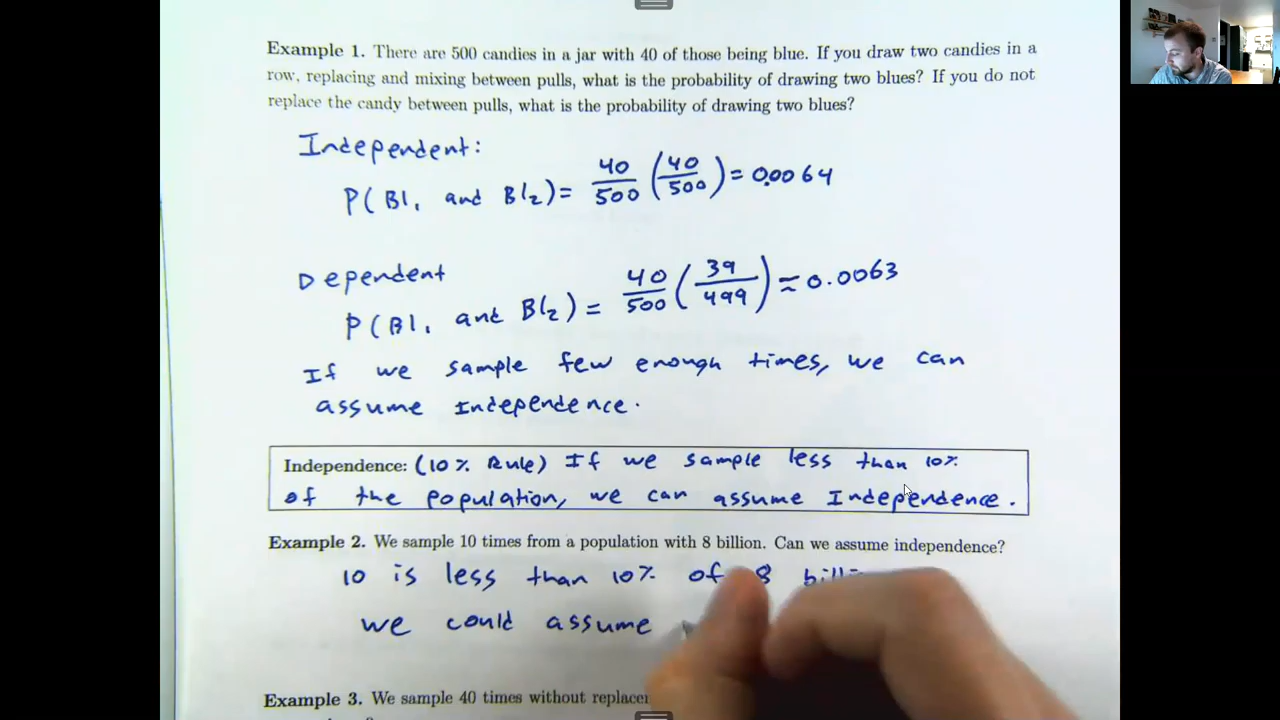 Example 1. There are 500 candies in a jar with 40 of those being blue. If you draw two candies in a
row, replacing and mixing between pulls, what is the probability of drawing two blues? If you do not
replace the candy between pulls, what is the probability of drawing two blues?
Independent:
P(Bl₁ and Bl₂) = 40/500 (40/500) = 0.0064
Dependent
P(Bl₁ and Bl₂) = 40/500 (39/499) ≈ 0.0063
If we sample few enough times, we can
assume Independence.
Independence: (10% Rule) If we sample less than 10%
of the population, we can assume Independence.
Example 2. We sample 10 times from a population with 8 billion. Can we assume independence?
10 is less than 10% of 8
we could assume
Example 3. We sample 40 times without